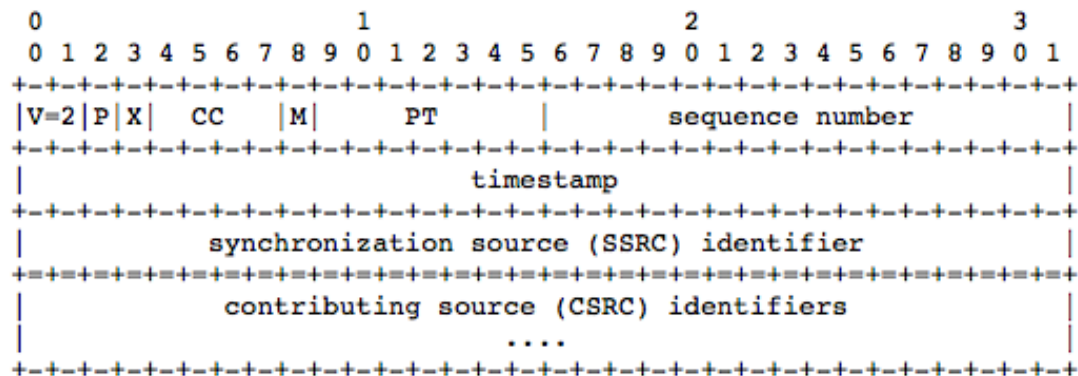 0                   1                   2                   3
 0 1 2 3 4 5 6 7 8 9 0 1 2 3 4 5 6 7 8 9 0 1 2 3 4 5 6 7 8 9 0 1
+-+-+-+-+-+-+-+-+-+-+-+-+-+-+-+-+-+-+-+-+-+-+-+-+-+-+-+-+-+-+-+-+
|V=2|P|X|  CC   |M|     PT      |       sequence number         |
+-+-+-+-+-+-+-+-+-+-+-+-+-+-+-+-+-+-+-+-+-+-+-+-+-+-+-+-+-+-+-+-+
|                           timestamp                           |
+-+-+-+-+-+-+-+-+-+-+-+-+-+-+-+-+-+-+-+-+-+-+-+-+-+-+-+-+-+-+-+-+
|           synchronization source (SSRC) identifier            |
+=+=+=+=+=+=+=+=+=+=+=+=+=+=+=+=+=+=+=+=+=+=+=+=+=+=+=+=+=+=+=+=+
|            contributing source (CSRC) identifiers             |
|                             ....                              |
+-+-+-+-+-+-+-+-+-+-+-+-+-+-+-+-+-+-+-+-+-+-+-+-+-+-+-+-+-+-+-+-+